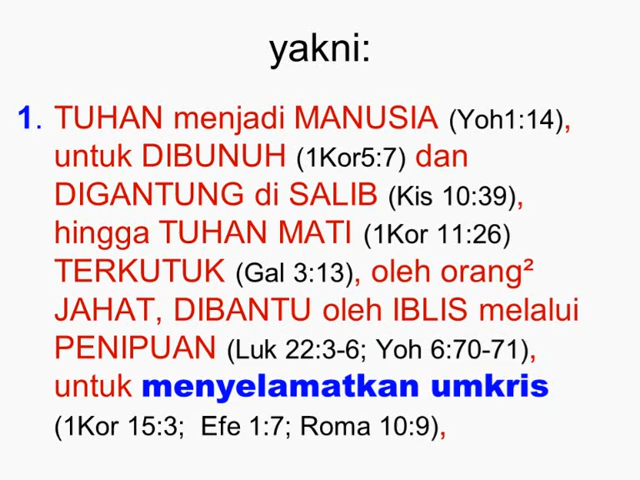 yakni:
1. TUHAN menjadi MANUSIA (Yoh1:14),
untuk DIBUNUH (1Kor5:7) dan
DIGANTUNG di SALIB (Kis 10:39),
hingga TUHAN MATI (1Kor 11:26)
TERKUTUK (Gal 3:13), oleh orang²
JAHAT, DIBANTU oleh IBLIS melalui
PENIPUAN (Luk 22:3-6; Yoh 6:70-71),
untuk menyelamatkan umkris
(1Kor 15:3; Efe 1:7; Roma 10:9),